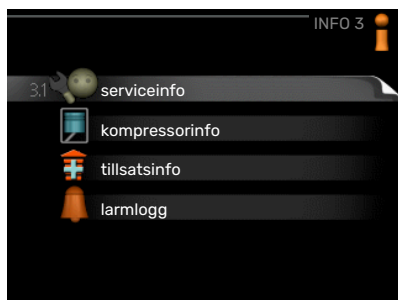 INFO 3
3.1 serviceinfo
kompressorinfo
tillsatsinfo
larmlogg